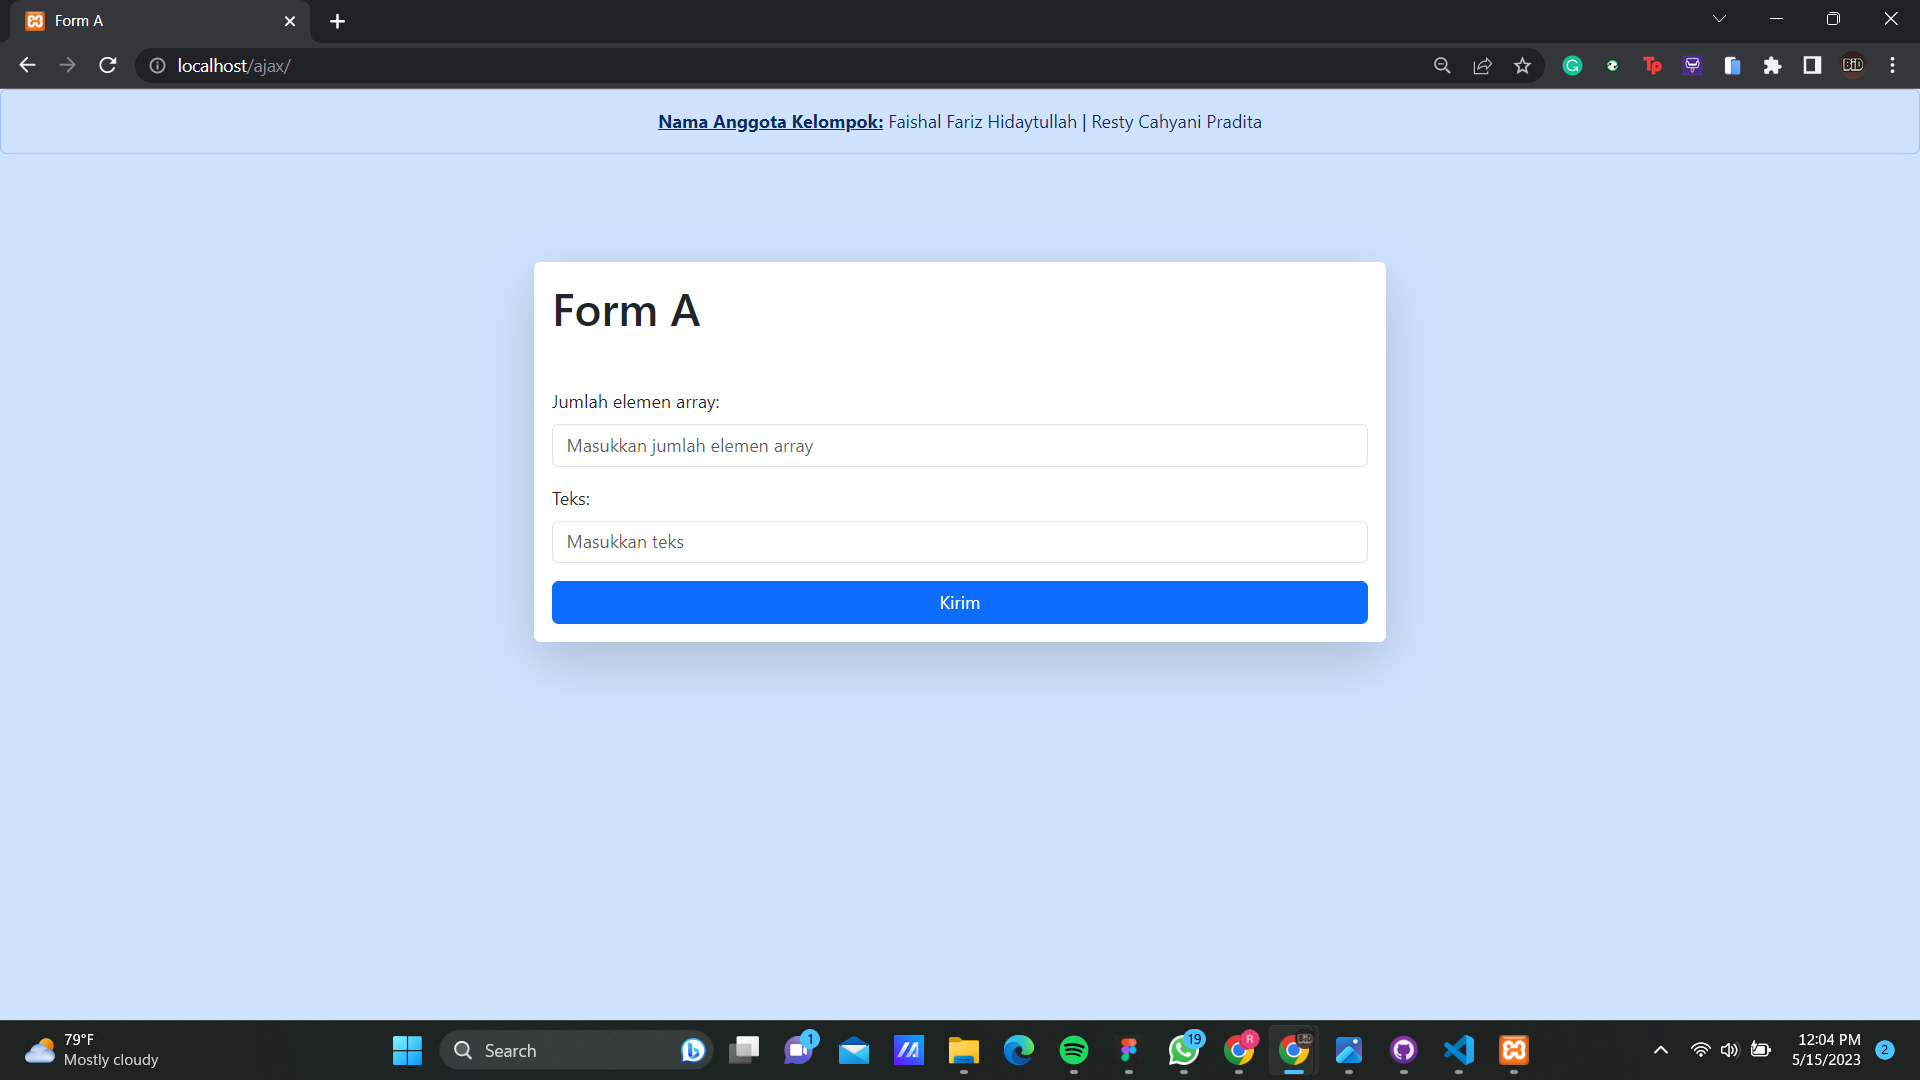 Form A
localhost/ajax/
Nama Anggota Kelompok: Faishal Fariz Hidaytullah | Resty Cahyani Pradita
Form A
Jumlah elemen array:
Masukkan jumlah elemen array
Teks:
Masukkan teks
Kirim
79°F
Mostly cloudy
Search
1
19
R
12:04 PM
5/15/2023
2